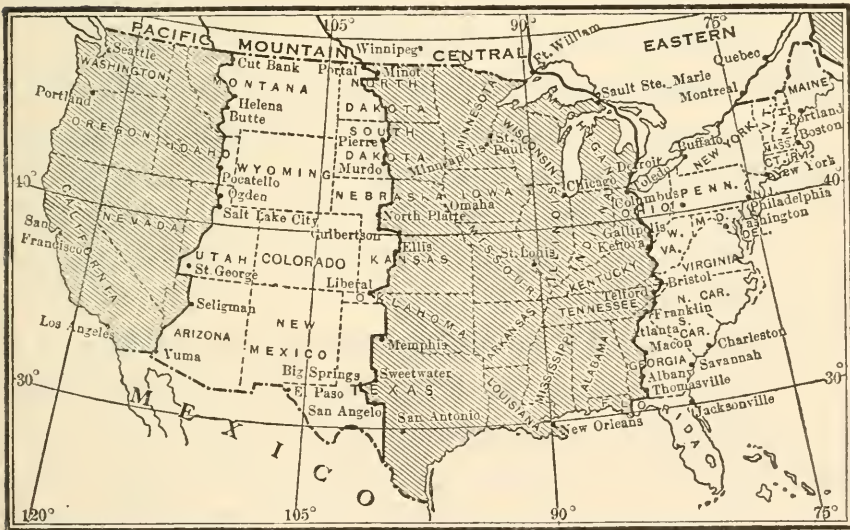 105° 90° 75°
PACIFIC MOUNTAIN CENTRAL EASTERN
Winnipeg
Ft. William
Seattle
WASHINGTON
Cut Bank
Portal
Minot
Quebec
Sault Ste. Marie
Montreal
MONTANA
NORTH
DAKOTA
MINNESOTA
MICHIGAN
MAINE
Portland
Helena
Butte
OREGON
IDAHO
SOUTH
Pierre
DAKOTA
Murdo
Minneapolis
St. Paul
WISCONSIN
Buffalo
NEW YORK
VT.
N.H.
MASS.
CT.
R.I.
Portland
Boston
New York
WYOMING
Pocatello
Ogden
NEBRASKA
IOWA
Omaha
Detroit
Toledo
Chicago
40° 40°
PENN.
N.J.
Philadelphia
NEVADA
CALIFORNIA
Salt Lake City
North Platte
Columbus
Washington
MD.
DEL.
San
Francisco
Culbertson
Ellis
KANSAS
MISSOURI
St. Louis
ILLINOIS
INDIANA
OHIO
Gallipolis
Kenova
W.
VA.
VIRGINIA
UTAH
St. George
COLORADO
Liberal
KENTUCKY
Telford
Bristol
Seligman
OKLAHOMA
TENNESSEE
N. CAR.
Franklin
Los Angeles
ARIZONA
NEW
MEXICO
Memphis
ARKANSAS
S.
CAR.
Atlanta
Macon
Charleston
Yuma
Big Springs
Sweetwater
MISSISSIPPI
ALABAMA
GEORGIA
Albany
Savannah
30° 30°
El Paso
TEXAS
LOUISIANA
Thomasville
San Angelo
San Antonio
New Orleans
FLORIDA
Jacksonville
MEXICO
120° 105° 90° 75°